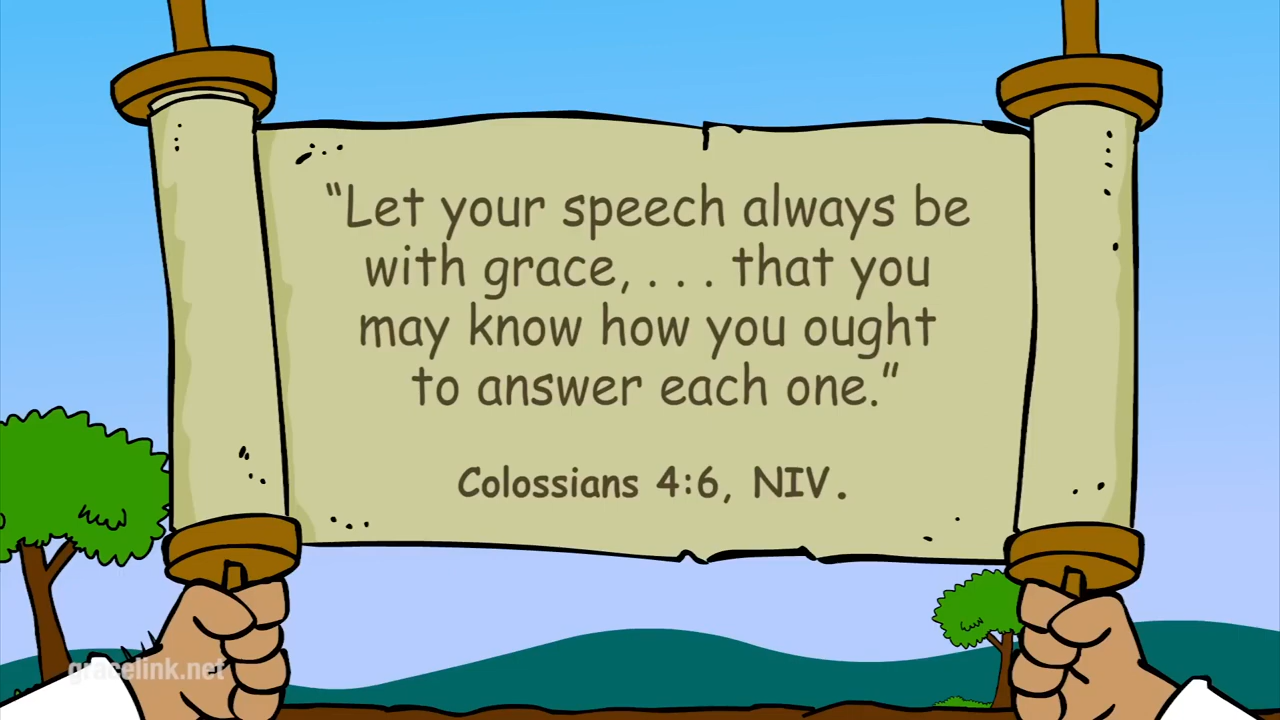 “Let your speech always be
with grace, . . . that you
may know how you ought
to answer each one.”
Colossians 4:6, NIV.
gracelink.net